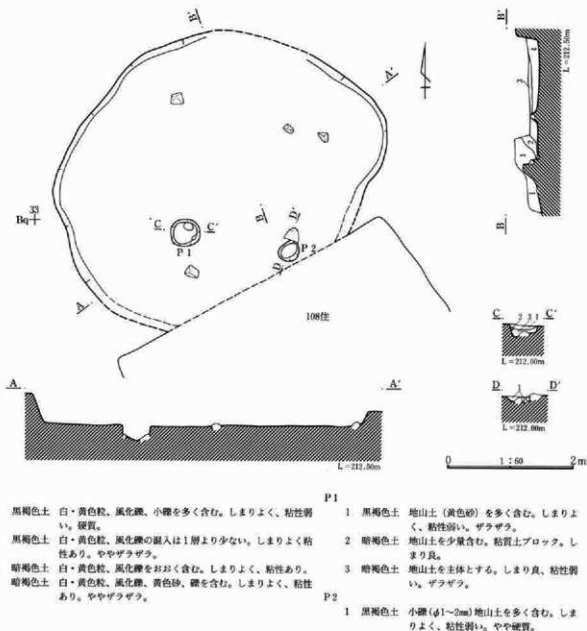 B'
A'
33
Bq
C
C'
P 1
B
D'
P 2
D
A
108住
B'
L=212.50m
4
3
2
1
1
B
C
2 3 1
C'
L=212.00m
D
1
D'
L=212.00m
A
A'
L=212.50m
0
1:60
2m
黒褐色土 白・黄色粒、風化礫、小礫を多く含む。しまりよく、粘性弱
い。硬質。
黒褐色土 白・黄色粒、風化礫の混入は1層より少ない。しまりよく粘
性あり。ややザラザラ。
暗褐色土 白・黄色粒、風化礫をおおく含む。しまりよく、粘性あり。
暗褐色土 白・黄色粒、風化礫、黄色砂、礫を含む。しまりよく、粘性
あり。ややザラザラ。
P1
1 黒褐色土 地山土(黄色砂)を多く含む。しまりよ
く、粘性弱い。ザラザラ。
2 暗褐色土 地山土を少量含む。粘質土ブロック。し
まり良。
3 暗褐色土 地山土を主体とする。しまり良、粘性
弱い。ザラザラ。
P2
1 黒褐色土 小礫(φ1~2mm)地山土を多く含む。しま
りよく、粘性弱い。やや硬質。